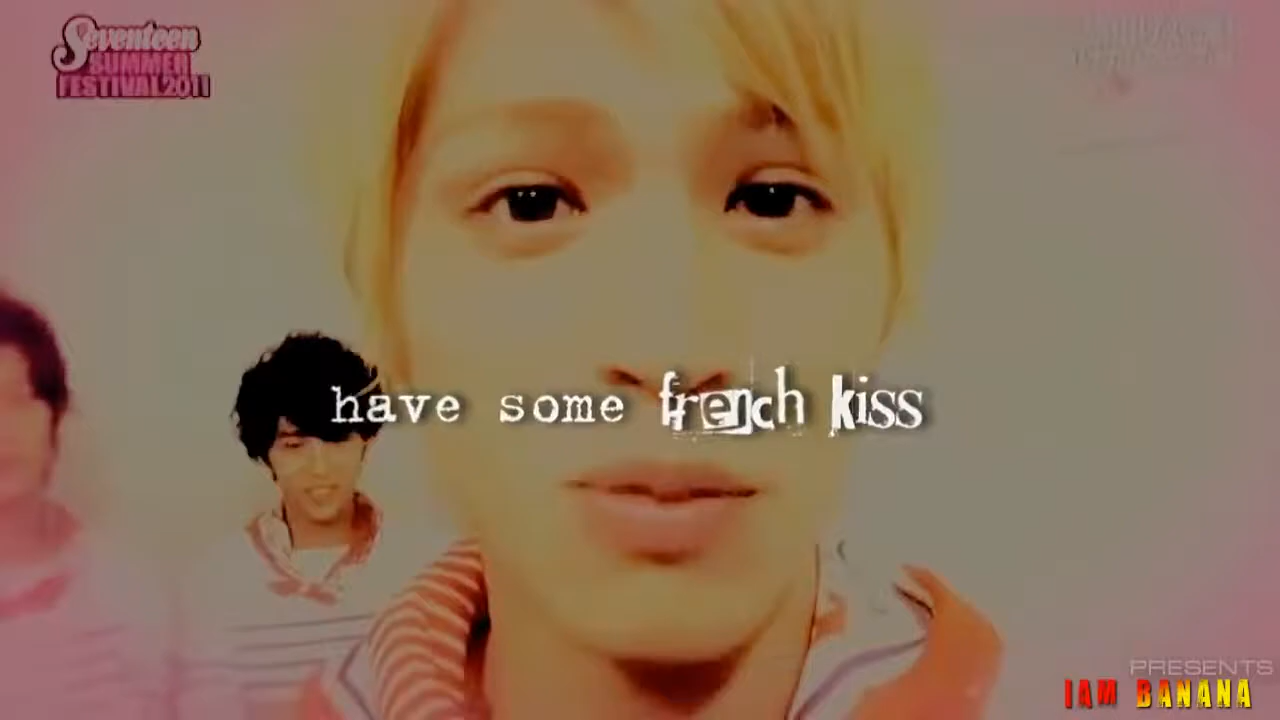 Seventeen
SUMMER
FESTIVAL2011
have some french kiss
PRESENTS
IAM BANANA